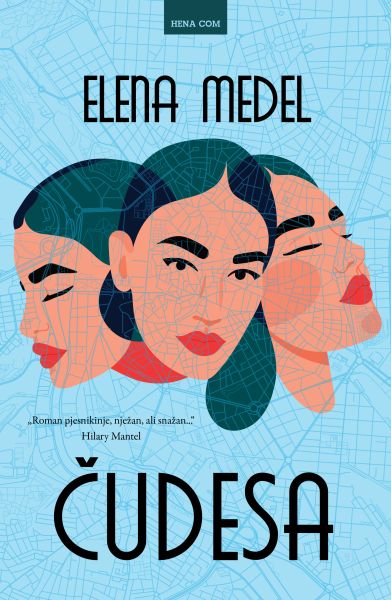 HENA COM
ELENA MEDEL
„Roman pjesnikinje, nježan, ali snažan...”
Hilary Mantel
ČUDESA